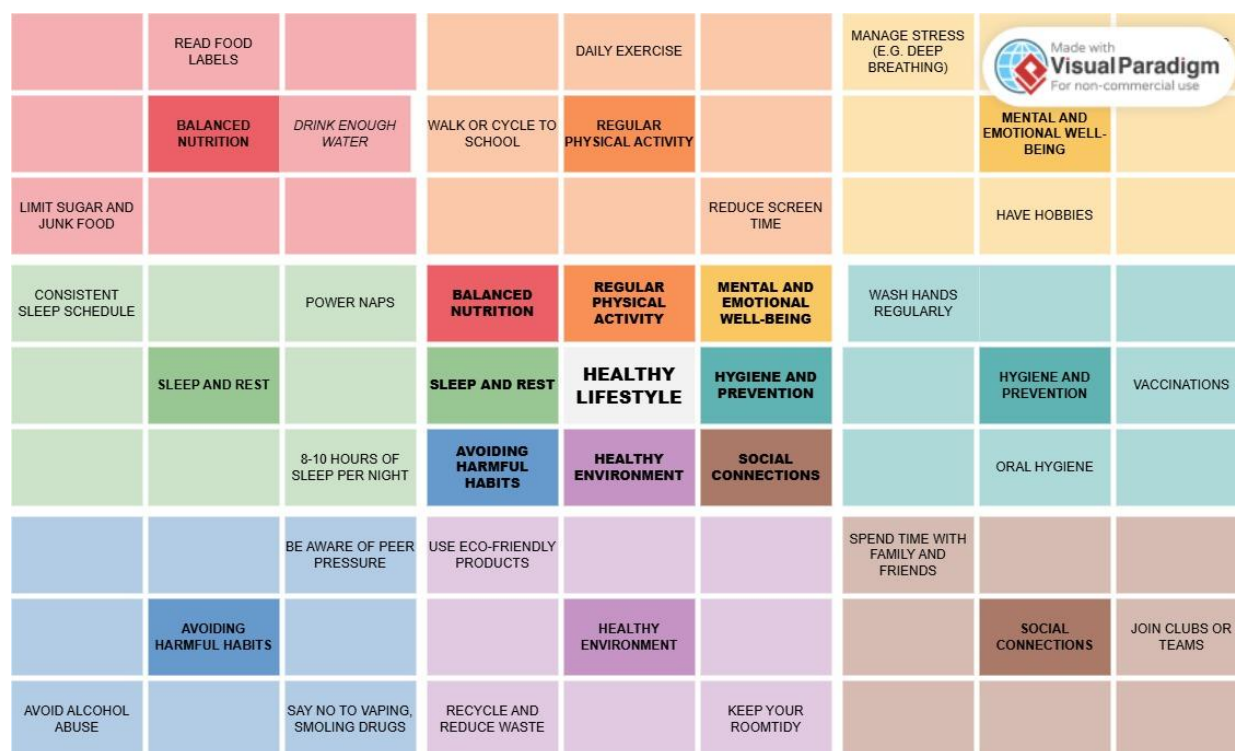 READ FOOD
LABELS
DAILY EXERCISE
MANAGE STRESS
(E.G. DEEP
BREATHING)
Made with
Visual Paradigm
For non-commercial use
BALANCED
NUTRITION
DRINK ENOUGH
WATER
WALK OR CYCLE TO
SCHOOL
REGULAR
PHYSICAL ACTIVITY
MENTAL AND
EMOTIONAL WELL-
BEING
LIMIT SUGAR AND
JUNK FOOD
REDUCE SCREEN
TIME
HAVE HOBBIES
CONSISTENT
SLEEP SCHEDULE
POWER NAPS
BALANCED
NUTRITION
REGULAR
PHYSICAL
ACTIVITY
MENTAL AND
EMOTIONAL
WELL-BEING
WASH HANDS
REGULARLY
SLEEP AND REST
SLEEP AND REST
HEALTHY
LIFESTYLE
HYGIENE AND
PREVENTION
HYGIENE AND
PREVENTION
VACCINATIONS
8-10 HOURS OF
SLEEP PER NIGHT
AVOIDING
HARMFUL
HABITS
HEALTHY
ENVIRONMENT
SOCIAL
CONNECTIONS
ORAL HYGIENE
BE AWARE OF PEER
PRESSURE
USE ECO-FRIENDLY
PRODUCTS
SPEND TIME WITH
FAMILY AND
FRIENDS
AVOIDING
HARMFUL HABITS
HEALTHY
ENVIRONMENT
SOCIAL
CONNECTIONS
JOIN CLUBS OR
TEAMS
AVOID ALCOHOL
ABUSE
SAY NO TO VAPING,
SMOLING DRUGS
RECYCLE AND
REDUCE WASTE
KEEP YOUR
ROOMTIDY